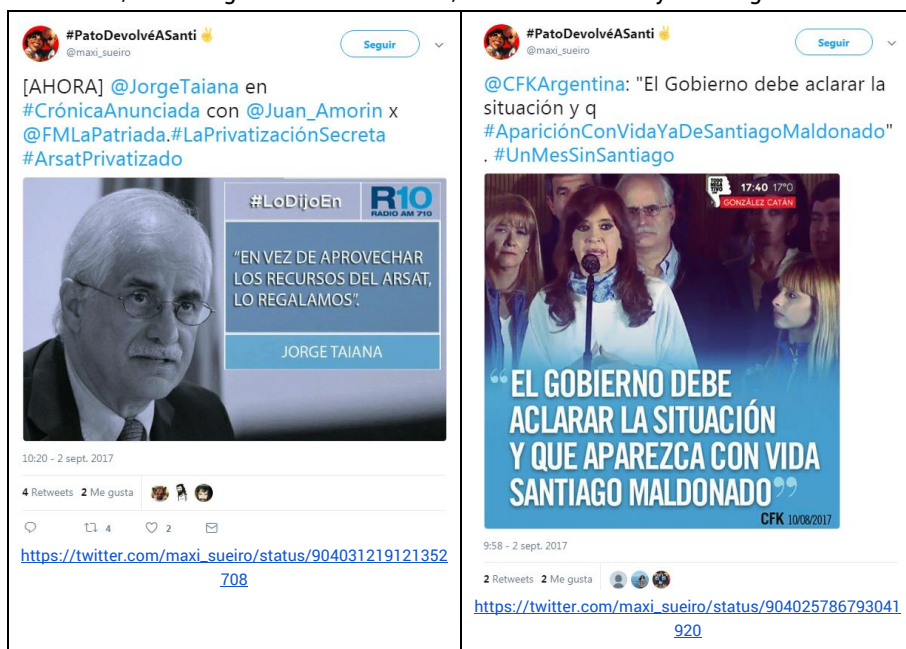 #PatoDevolvéASanti
@maxi_sueiro
Seguir
[AHORA] @JorgeTaiana en
#CrónicaAnunciada con @Juan_Amorin x
@FMLaPatriada.#LaPrivatizaciónSecreta
#ArsatPrivatizado
#LoDijoEn
R10
RADIO AM 710
"EN VEZ DE APROVECHAR
LOS RECURSOS DEL ARSAT,
LO REGALAMOS".
JORGE TAIANA
10:20 - 2 sept. 2017
4 Retweets 2 Me gusta
4 2
https://twitter.com/maxi_sueiro/status/904031219121352
708
#PatoDevolvéASanti
@maxi_sueiro
Seguir
@CFKArgentina: "El Gobierno debe aclarar la
situación y q
#ApariciónConVidaYaDeSantiagoMaldonado"
. #UnMesSinSantiago
TODO
NEGATIVO
17:40 17°0
GONZÁLEZ CATÁN
"EL GOBIERNO DEBE
ACLARAR LA SITUACIÓN
Y QUE APAREZCA CON VIDA
SANTIAGO MALDONADO"
CFK 10/08/2017
9:58 - 2 sept. 2017
2 Retweets 2 Me gusta
https://twitter.com/maxi_sueiro/status/904025786793041
920